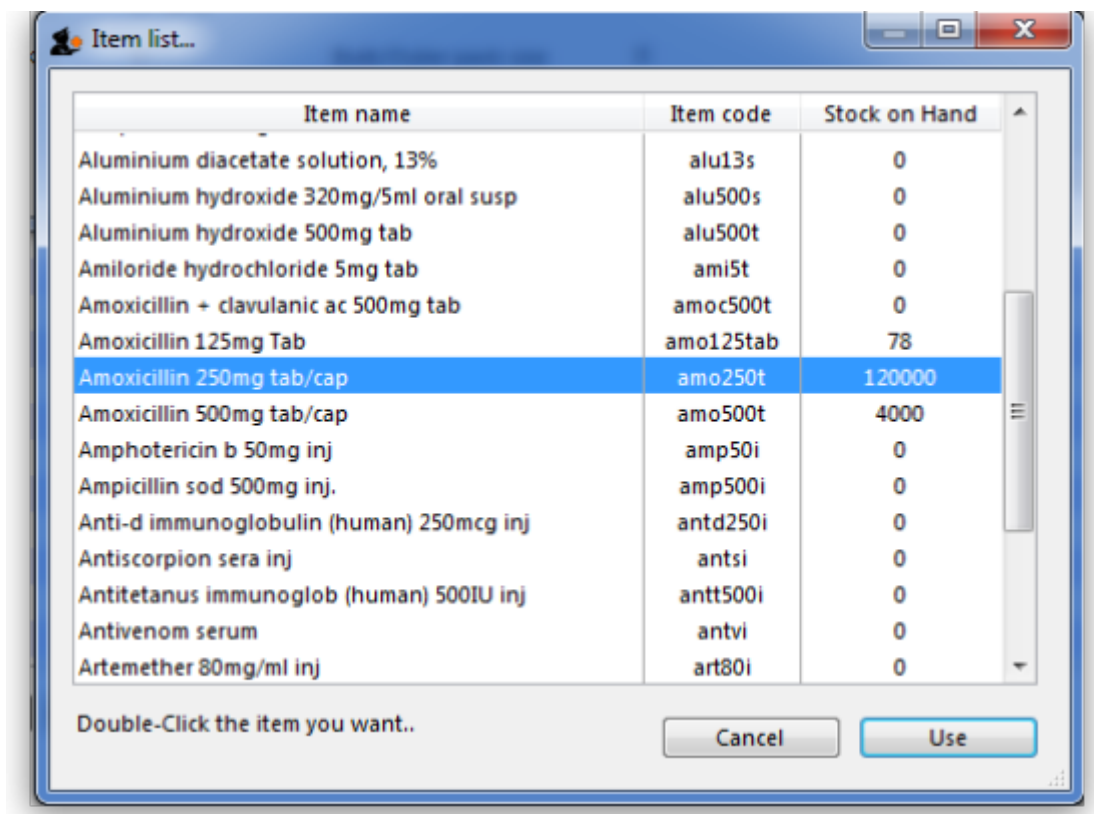 Item list...
Item name Item code Stock on Hand
Aluminium diacetate solution, 13% alu13s 0
Aluminium hydroxide 320mg/5ml oral susp alu500s 0
Aluminium hydroxide 500mg tab alu500t 0
Amiloride hydrochloride 5mg tab ami5t 0
Amoxicillin + clavulanic ac 500mg tab amoc500t 0
Amoxicillin 125mg Tab amo125tab 78
Amoxicillin 250mg tab/cap amo250t 120000
Amoxicillin 500mg tab/cap amo500t 4000
Amphotericin b 50mg inj amp50i 0
Ampicillin sod 500mg inj. amp500i 0
Anti-d immunoglobulin (human) 250mcg inj antd250i 0
Antiscorpion sera inj antsi 0
Antitetanus immunoglob (human) 500IU inj antt500i 0
Antivenom serum antvi 0
Artemether 80mg/ml inj art80i 0
Double-Click the item you want..
Cancel Use